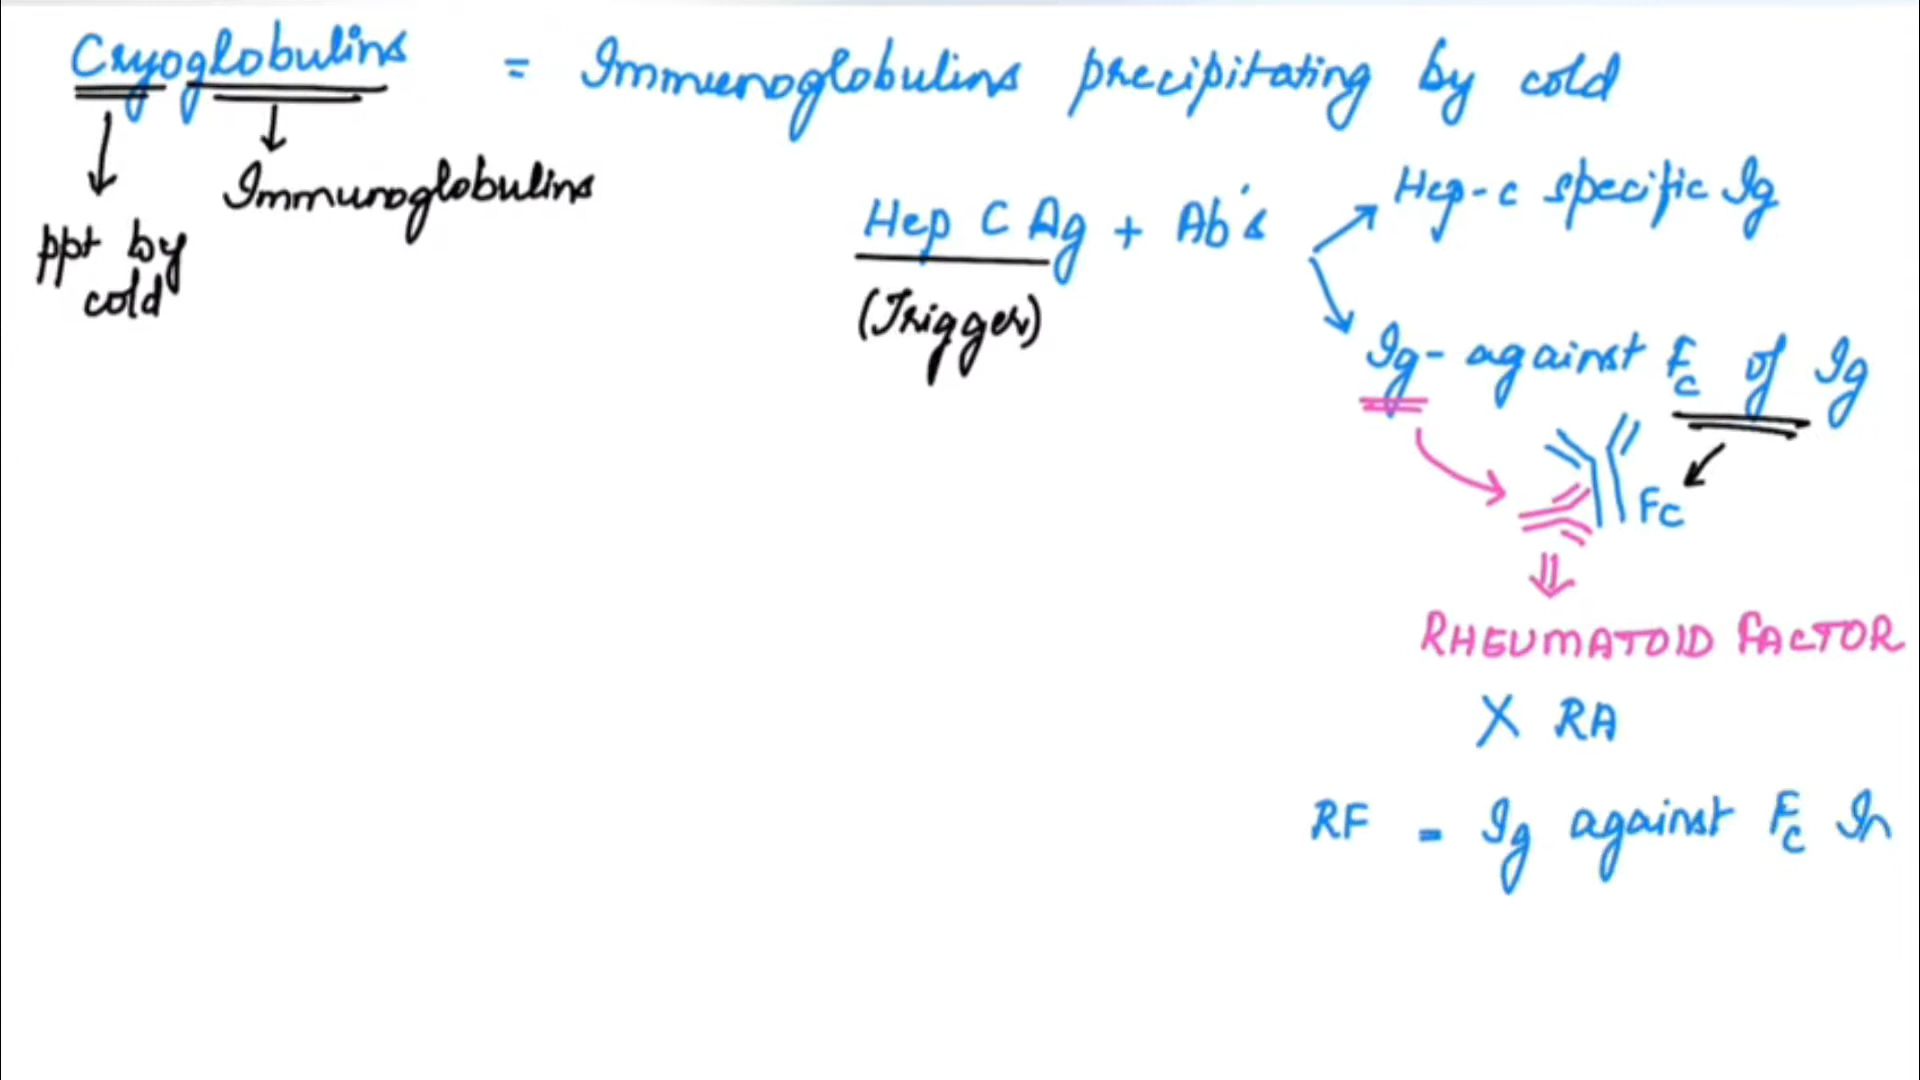 Cryoglobulins = Immunoglobulins precipitating by cold
Immunoglobulins
ppt by
cold
Hep C Ag + Ab's
(Trigger)
Hep-c specific Ig
Ig- against Fc of Ig
Fc
RHEUMATOID FACTOR
X RA
RF = Ig against Fc In